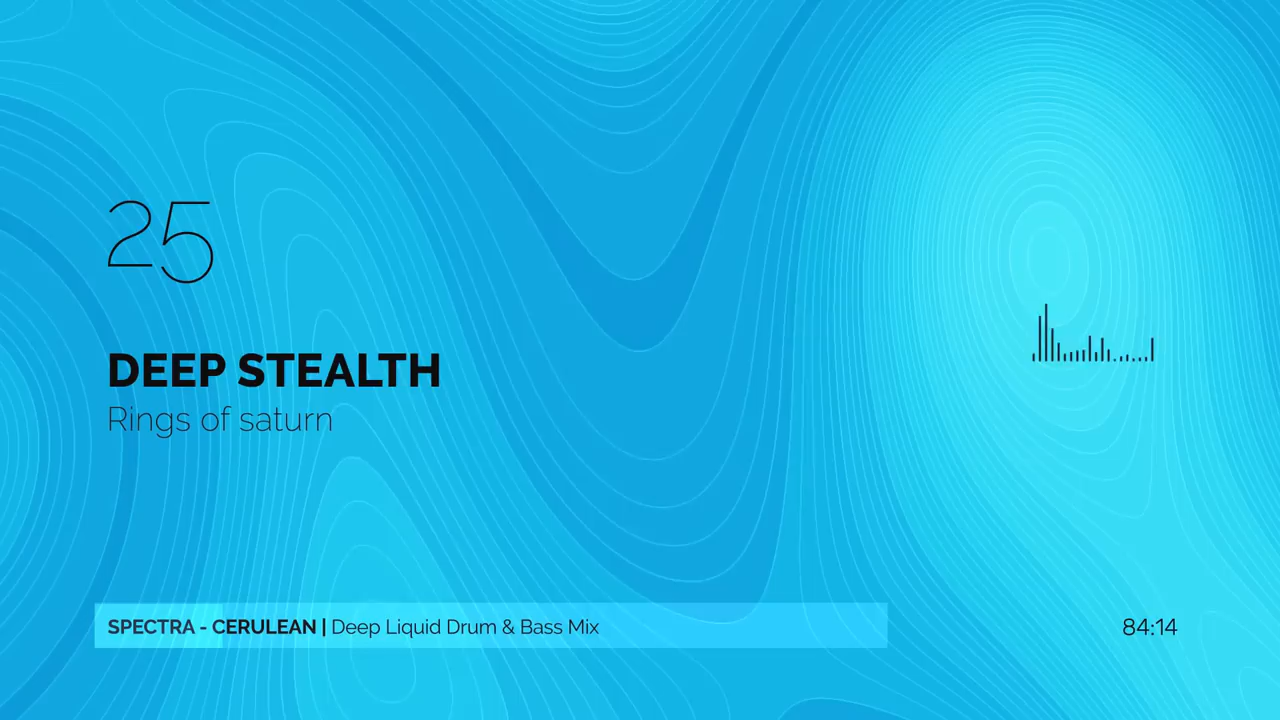 25
DEEP STEALTH
Rings of saturn
SPECTRA - CERULEAN | Deep Liquid Drum & Bass Mix
84:14